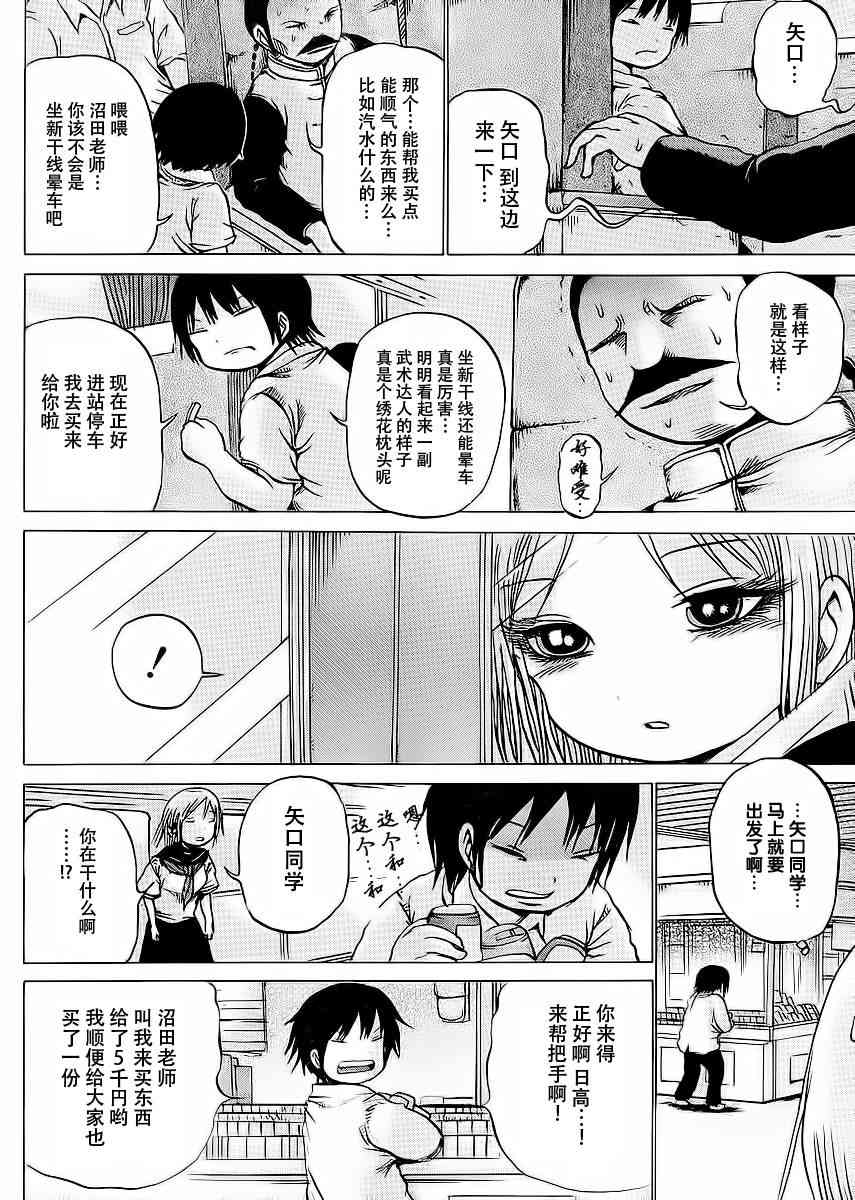 矢口…
矢口 到这边
来一下…
那个…能帮我买点
能顺气的东西来么…
比如汽水什么的…
喂喂
沼田老师…
你该不会是
坐新干线晕车吧
看样子
就是这样…
好难受…
坐新干线还能晕车
真是厉害…
明明看起来一副
武术达人的样子
真是个绣花枕头呢
现在正好
进站停车
我去买来
给你啦
！
…矢口同学…
马上就要
出发了啊…
嗯…
这个和…
这个和…
矢口同学
你在干什么啊
……!?
你来得
正好啊 日高…！
来帮把手啊！
沼田老师
叫我来买东西
给了5千円哟
我顺便给大家也
买了一份